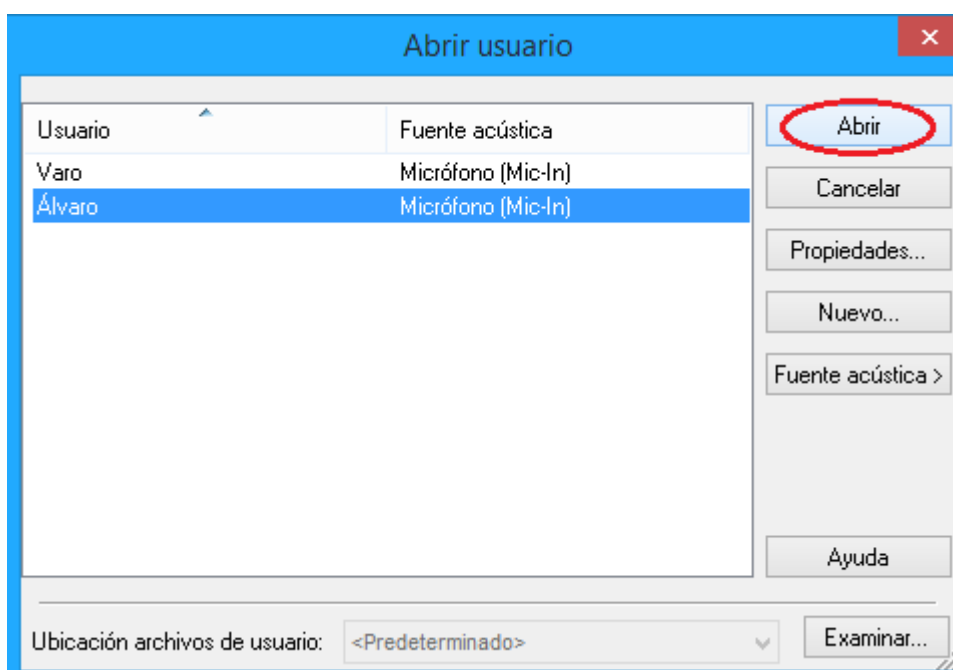 Abrir usuario
Usuario Fuente acústica
Varo Micrófono (Mic-In)
Álvaro Micrófono (Mic-In)
Abrir
Cancelar
Propiedades...
Nuevo...
Fuente acústica >
Ayuda
Ubicación archivos de usuario: <Predeterminado> Examinar...